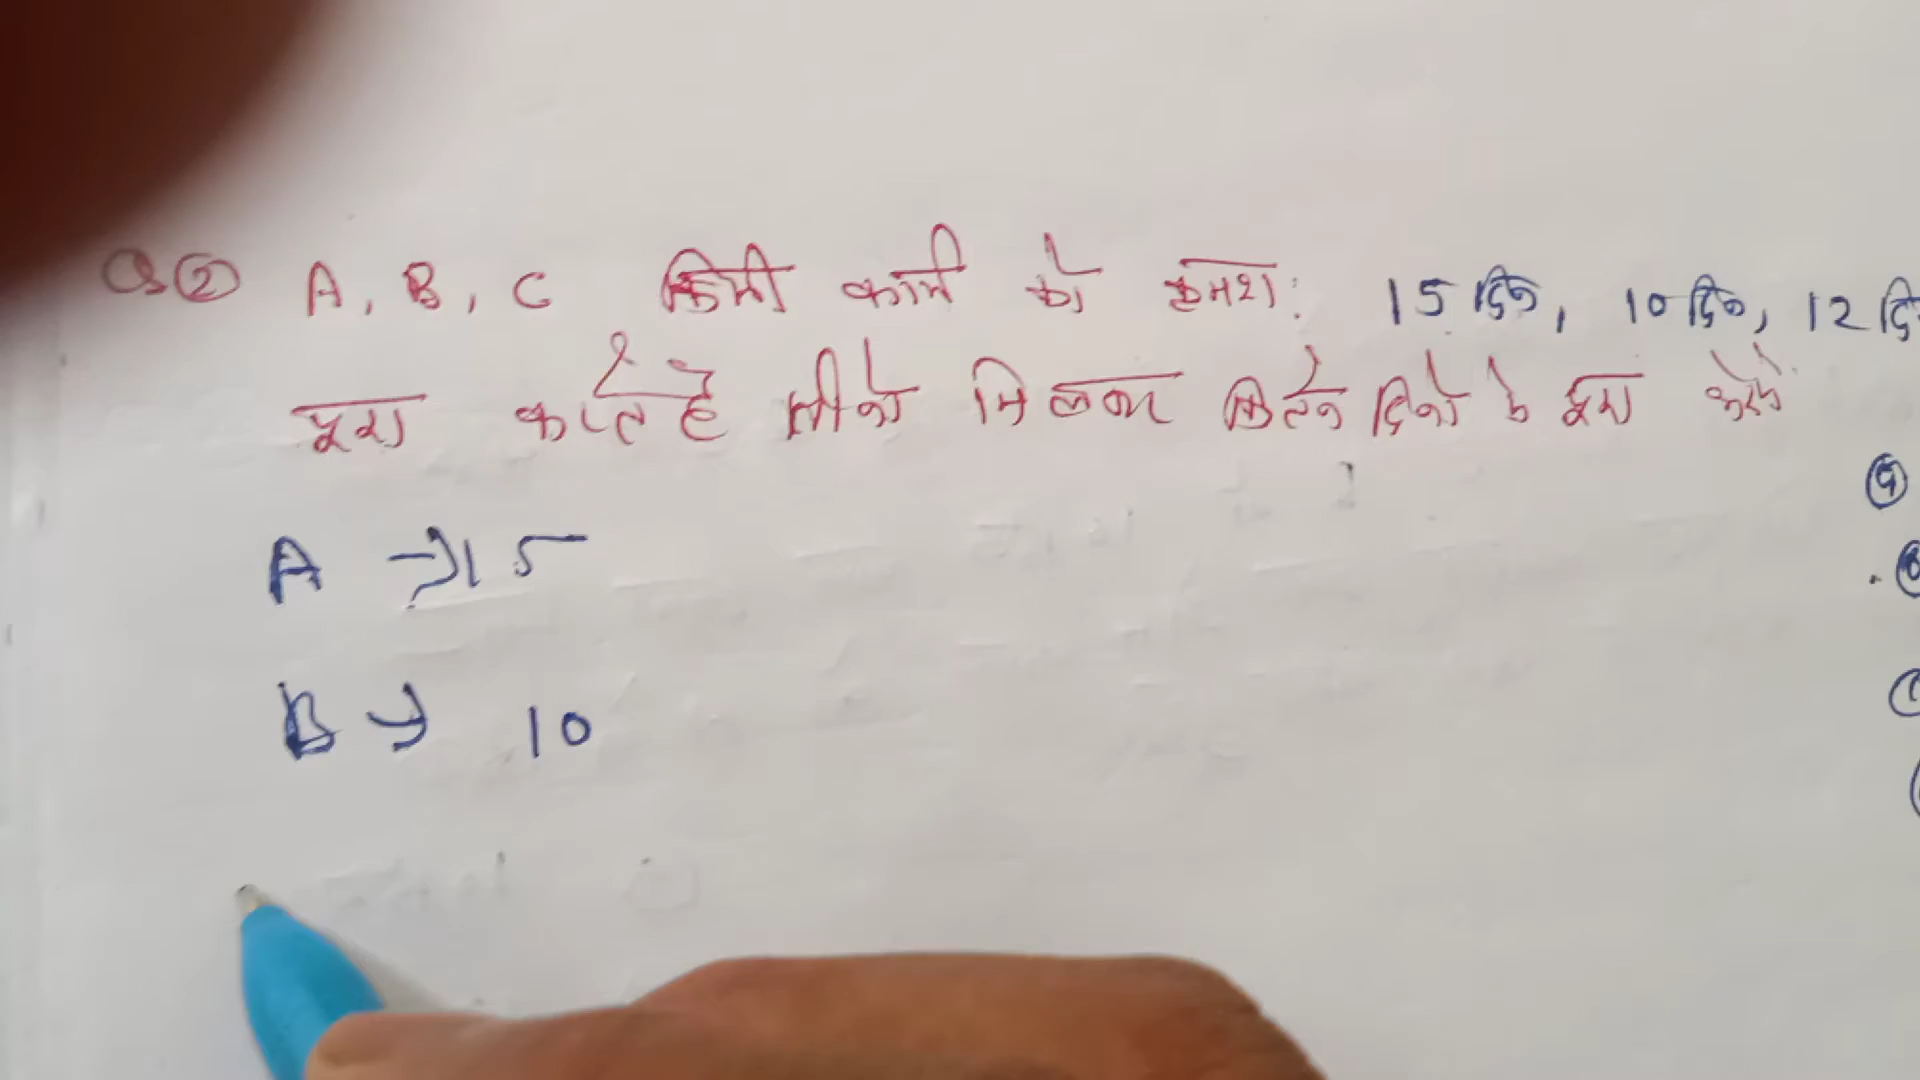 Q② A, B, C किसी कार्य को क्रमश: 15 दिन, 10 दिन, 12 दि
पूरा करते है तीनो मिलकर कितने दिनो मे पूरा करेगे
A → 15
B → 10